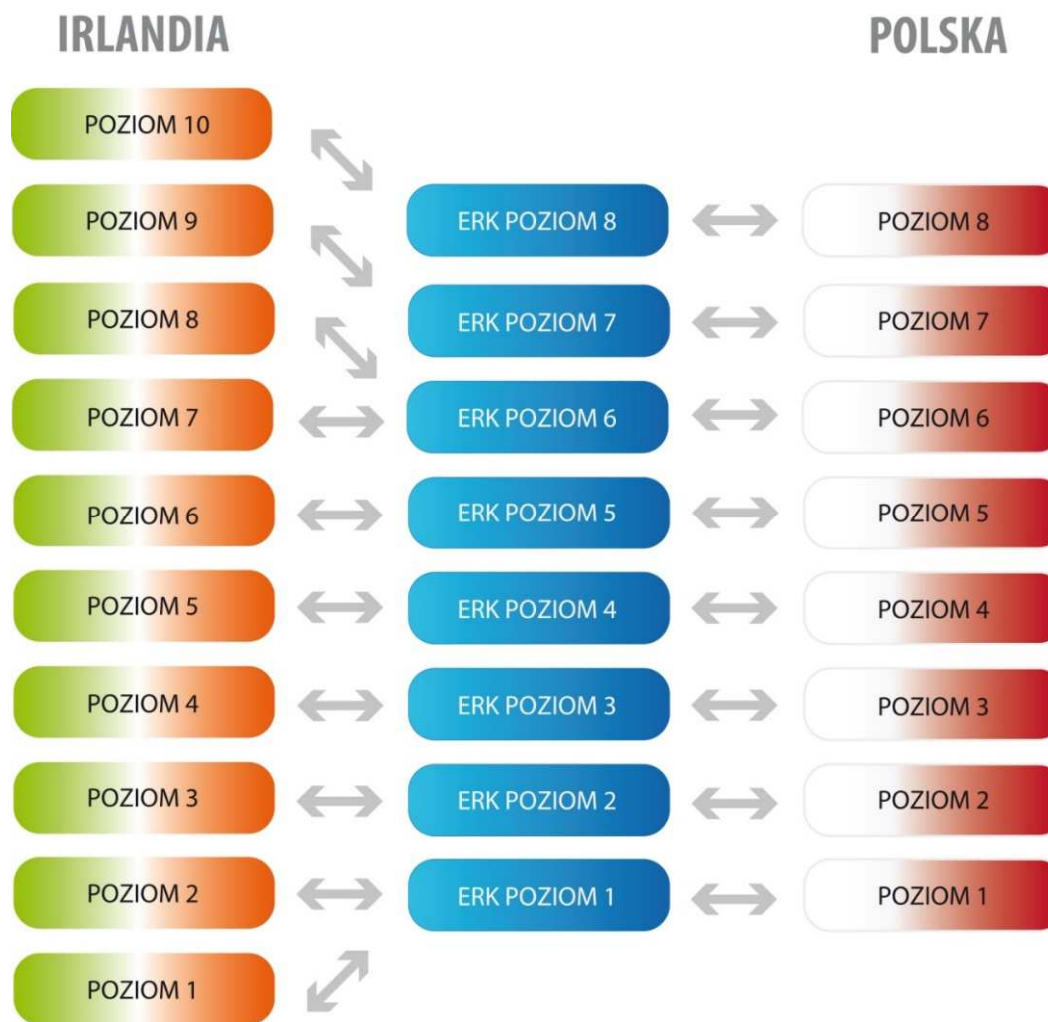 IRLANDIA
POLSKA
POZIOM 10
POZIOM 9
ERK POZIOM 8
POZIOM 8
POZIOM 8
ERK POZIOM 7
POZIOM 7
POZIOM 7
ERK POZIOM 6
POZIOM 6
POZIOM 6
ERK POZIOM 5
POZIOM 5
POZIOM 5
ERK POZIOM 4
POZIOM 4
POZIOM 4
ERK POZIOM 3
POZIOM 3
POZIOM 3
ERK POZIOM 2
POZIOM 2
POZIOM 2
ERK POZIOM 1
POZIOM 1
POZIOM 1